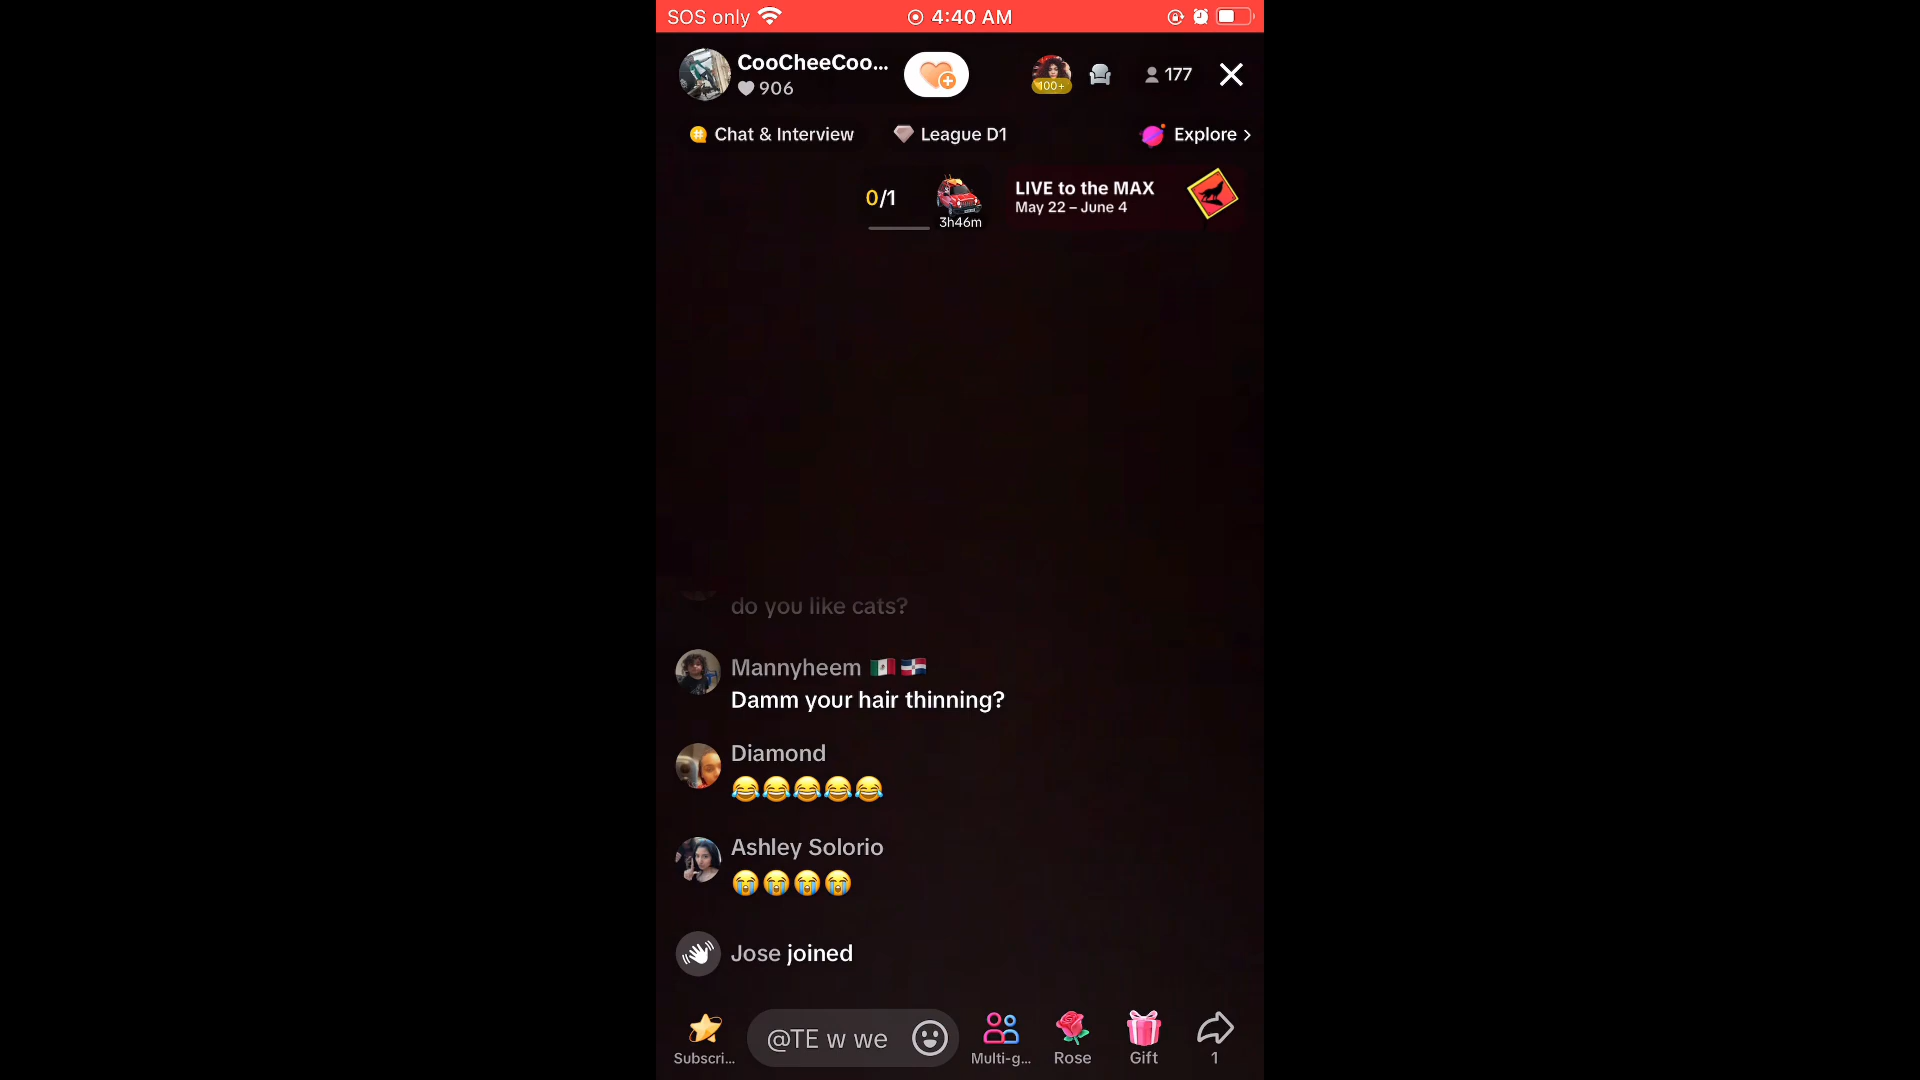 SOS only 4:40 AM
CooCheeCoo...
906
100+
177
Chat & Interview
League D1
Explore >
0/1
3h46m
LIVE to the MAX
May 22 – June 4
do you like cats?
Mannyheem 🇲🇽🇩🇴
Damm your hair thinning?
Diamond
😂😂😂😂😂
Ashley Solorio
😭😭😭😭
Jose joined
@TE w we
Subscri...
Multi-g...
Rose
Gift
1